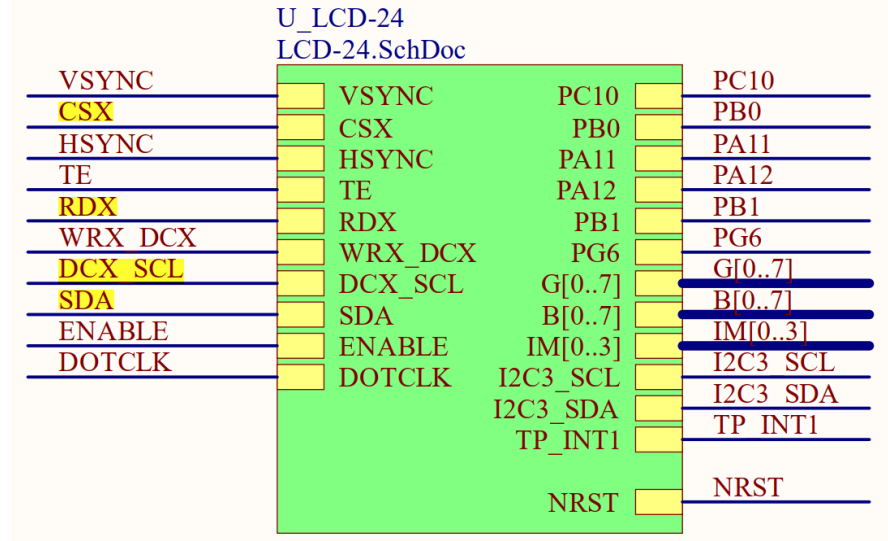 U_LCD-24
LCD-24.SchDoc
VSYNC VSYNC PC10 PC10
CSX CSX PB0 PB0
HSYNC HSYNC PA11 PA11
TE TE PA12 PA12
RDX RDX PB1 PB1
WRX_DCX WRX_DCX PG6 PG6
DCX_SCL DCX_SCL G[0..7] G[0..7]
SDA SDA B[0..7] B[0..7]
ENABLE ENABLE IM[0..3] IM[0..3]
DOTCLK DOTCLK I2C3_SCL I2C3_SCL
I2C3_SDA I2C3_SDA
TP_INT1 TP_INT1
NRST NRST